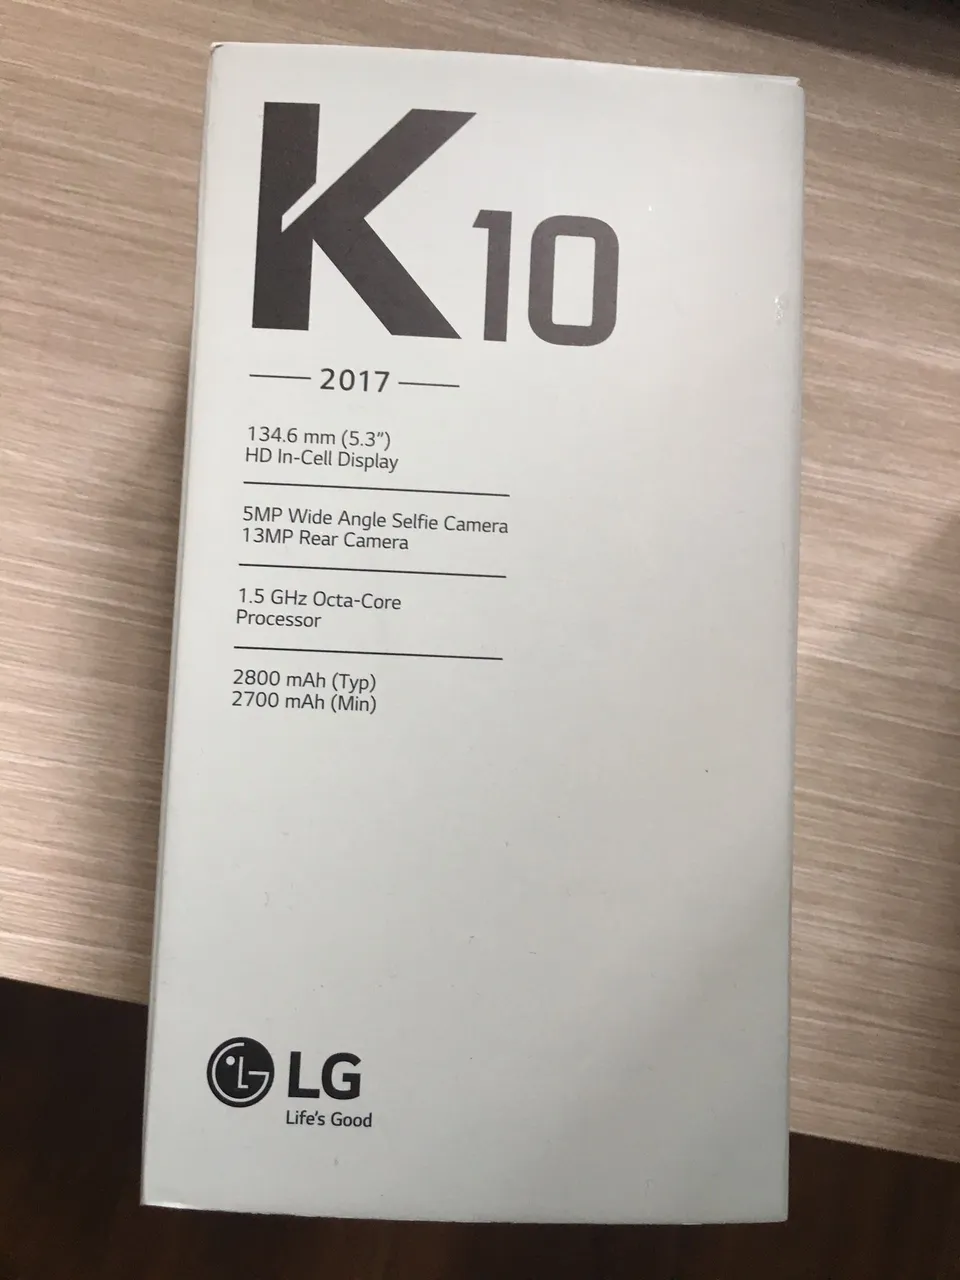 K10
2017
134.6 mm (5.3”)
HD In-Cell Display
5MP Wide Angle Selfie Camera
13MP Rear Camera
1.5 GHz Octa-Core
Processor
2800 mAh (Typ)
2700 mAh (Min)
LG
Life's Good